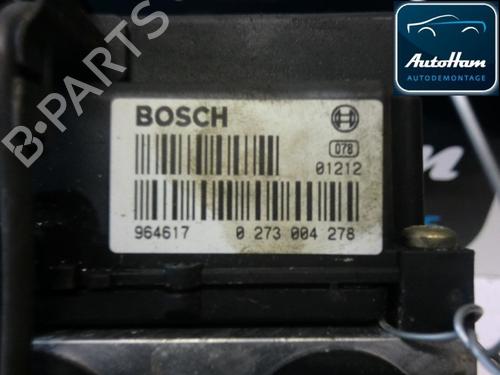 B-PARTS
AutoHam
AUTODEMONTAGE
BOSCH
078
01212
964617 0 273 004 278